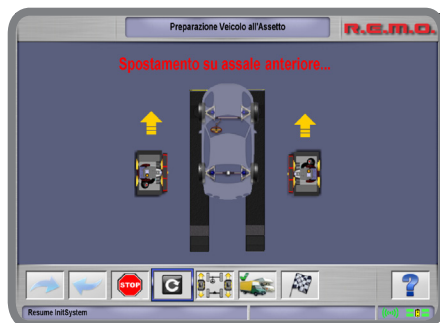 Preparazione Veicolo all'Assetto
R.E.M.O.
Spostamento su assale anteriore...
STOP
?
Resume InitSystem